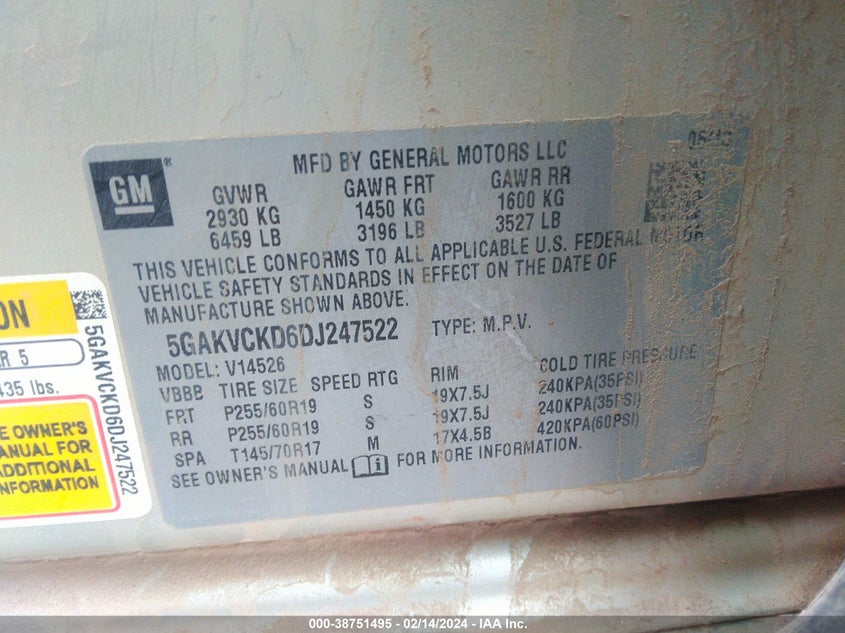 GM ®
MFD BY GENERAL MOTORS LLC
GVWR GAWR FRT GAWR RR
2930 KG 1450 KG 1600 KG
6459 LB 3196 LB 3527 LB
THIS VEHICLE CONFORMS TO ALL APPLICABLE U.S. FEDERAL MOTOR
VEHICLE SAFETY STANDARDS IN EFFECT ON THE DATE OF
MANUFACTURE SHOWN ABOVE.
5GAKVCKD6DJ247522 TYPE: M.P.V.
MODEL: V14526
VBBB TIRE SIZE SPEED RTG RIM COLD TIRE PRESSURE
FRT P255/60R19 S 19X7.5J 240KPA(35PSI)
RR P255/60R19 S 19X7.5J 240KPA(35PSI)
SPA T145/70R17 M 17X4.5B 420KPA(60PSI)
SEE OWNER'S MANUAL FOR MORE INFORMATION.
ON
R 5
435 lbs.
E OWNER'S
MANUAL FOR
ADDITIONAL
NFORMATION
5GAKVCKD6DJ247522
000-38751495 - 02/14/2024 - IAA Inc.